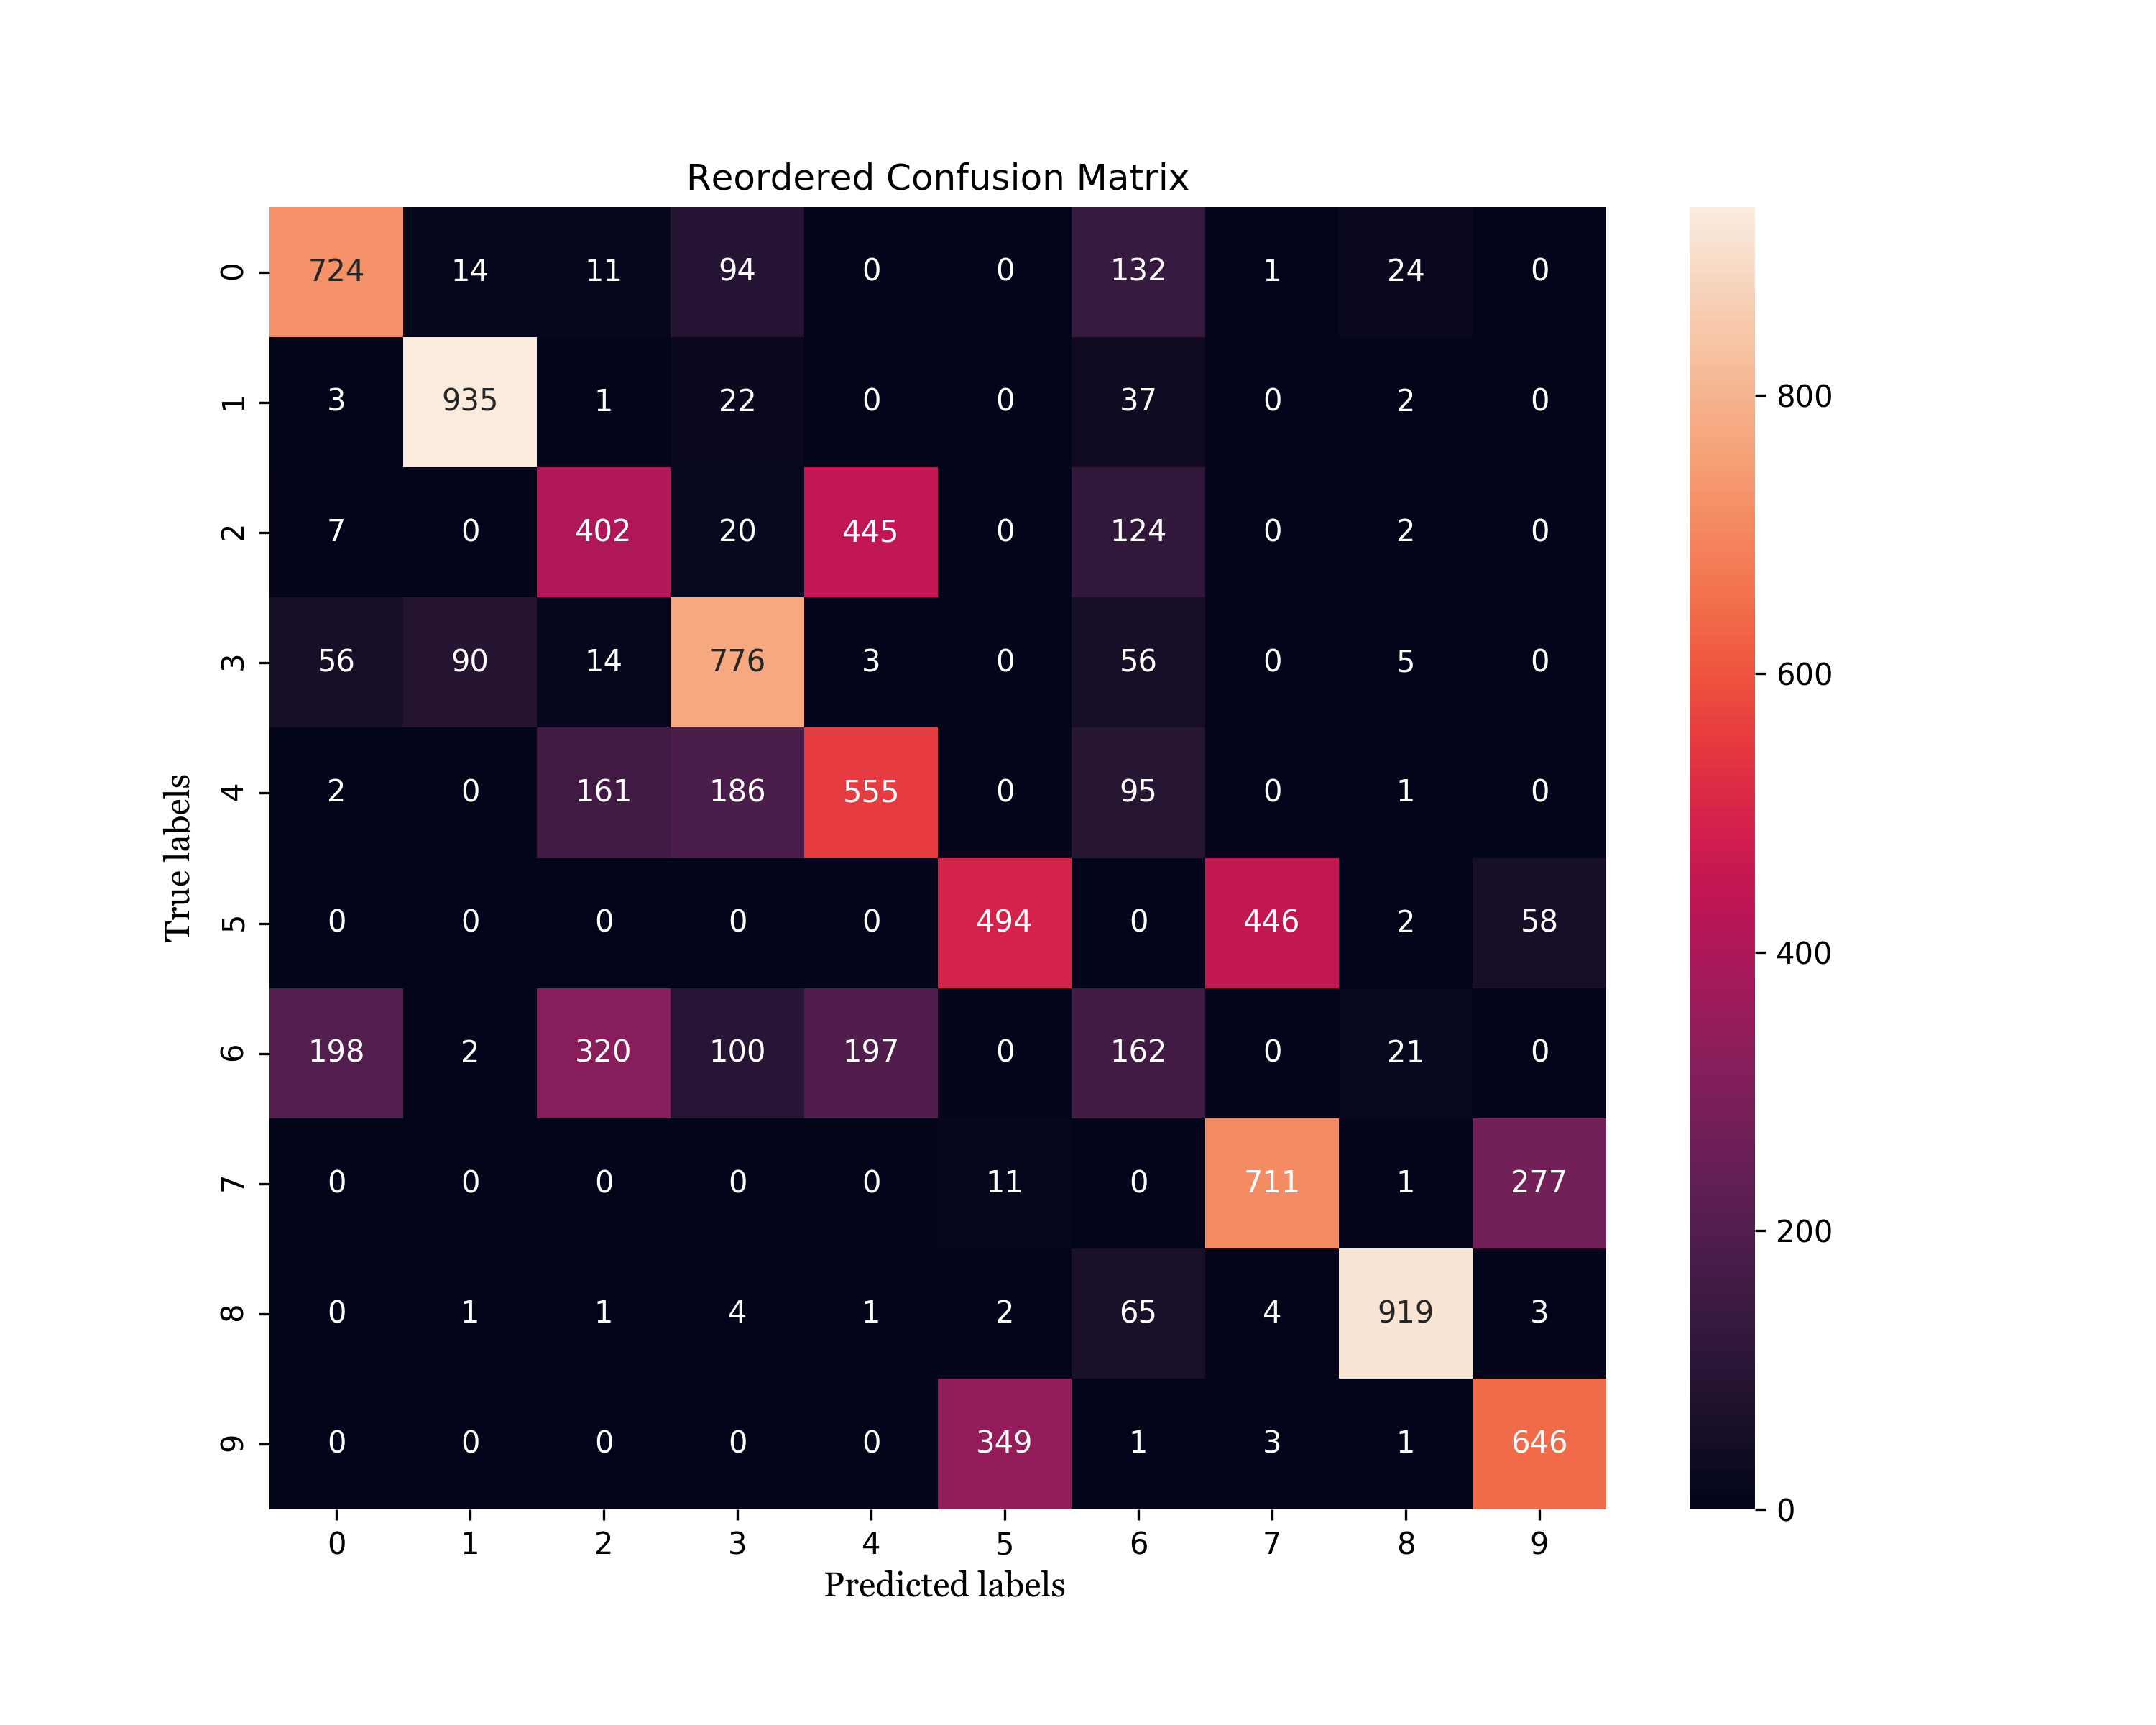 Reordered Confusion Matrix
0 724 14 11 94 0 0 132 1 24 0
1 3 935 1 22 0 0 37 0 2 0
2 7 0 402 20 445 0 124 0 2 0
3 56 90 14 776 3 0 56 0 5 0
4 2 0 161 186 555 0 95 0 1 0
5 0 0 0 0 0 494 0 446 2 58
6 198 2 320 100 197 0 162 0 21 0
7 0 0 0 0 0 11 0 711 1 277
8 0 1 1 4 1 2 65 4 919 3
9 0 0 0 0 0 349 1 3 1 646
0 1 2 3 4 5 6 7 8 9
Predicted labels
True labels
800
600
400
200
0